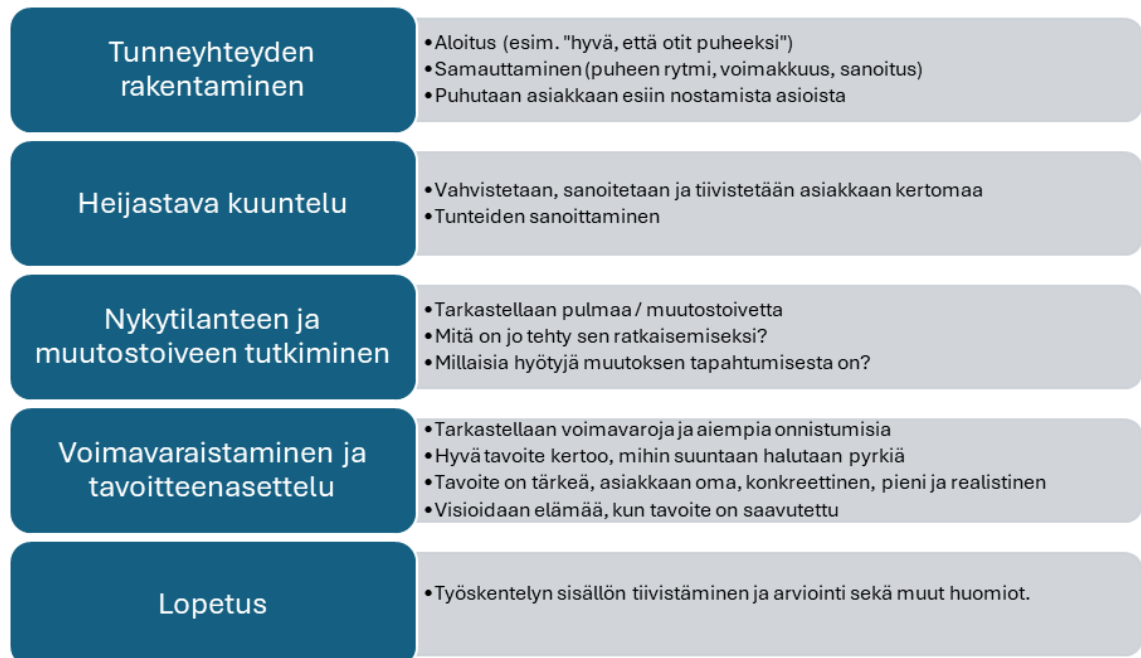 Tunneyhteyden
rakentaminen
•Aloitus (esim. "hyvä, että otit puheeksi")
•Samauttaminen (puheen rytmi, voimakkuus, sanoitus)
•Puhutaan asiakkaan esiin nostamista asioista
Heijastava kuuntelu
•Vahvistetaan, sanoitetaan ja tiivistetään asiakkaan kertomaa
•Tunteiden sanoittaminen
Nykytilanteen ja
muutostoiveen tutkiminen
•Tarkastellaan pulmaa / muutostoivetta
•Mitä on jo tehty sen ratkaisemiseksi?
•Millaisia hyötyjä muutoksen tapahtumisesta on?
Voimavaraistaminen ja
tavoitteenasettelu
•Tarkastellaan voimavaroja ja aiempia onnistumisia
•Hyvä tavoite kertoo, mihin suuntaan halutaan pyrkiä
•Tavoite on tärkeä, asiakkaan oma, konkreettinen, pieni ja realistinen
•Visioidaan elämää, kun tavoite on saavutettu
Lopetus
•Työskentelyn sisällön tiivistäminen ja arviointi sekä muut huomiot.